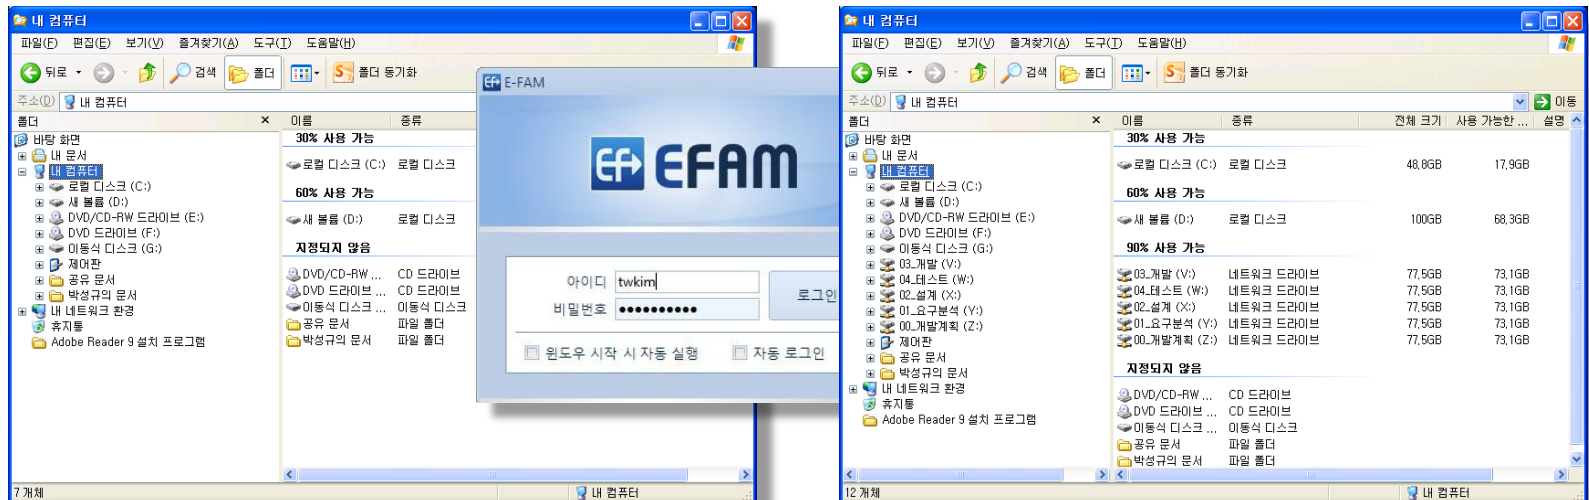 내 컴퓨터
파일(F) 편집(E) 보기(V) 즐겨찾기(A) 도구(T) 도움말(H)
뒤로 검색 폴더 폴더 동기화
주소(D) 내 컴퓨터
폴더 × 이름 종류
바탕 화면
내 문서
내 컴퓨터
로컬 디스크 (C:)
새 볼륨 (D:)
DVD/CD-RW 드라이브 (E:)
DVD 드라이브 (F:)
이동식 디스크 (G:)
제어판
공유 문서
박성규의 문서
내 네트워크 환경
휴지통
Adobe Reader 9 설치 프로그램
30% 사용 가능
로컬 디스크 (C:) 로컬 디스크
60% 사용 가능
새 볼륨 (D:) 로컬 디스크
지정되지 않음
DVD/CD-RW ... CD 드라이브
DVD 드라이브 ... CD 드라이브
이동식 디스크 ... 이동식 디스크
공유 문서 파일 폴더
박성규의 문서 파일 폴더
7 개체 내 컴퓨터
E-FAM
EFAM
아이디 twkim
비밀번호 ●●●●●●●●●●
로그인
윈도우 시작 시 자동 실행 자동 로그인
내 컴퓨터
파일(F) 편집(E) 보기(V) 즐겨찾기(A) 도구(T) 도움말(H)
뒤로 검색 폴더 폴더 동기화
주소(D) 내 컴퓨터 이동
폴더 × 이름 종류 전체 크기 사용 가능한 ... 설명
바탕 화면
내 문서
내 컴퓨터
로컬 디스크 (C:)
새 볼륨 (D:)
DVD/CD-RW 드라이브 (E:)
DVD 드라이브 (F:)
이동식 디스크 (G:)
03_개발 (V:)
04_테스트 (W:)
02_설계 (X:)
01_요구분석 (Y:)
00_개발계획 (Z:)
제어판
공유 문서
박성규의 문서
내 네트워크 환경
휴지통
Adobe Reader 9 설치 프로그램
30% 사용 가능
로컬 디스크 (C:) 로컬 디스크 48,8GB 17,9GB
60% 사용 가능
새 볼륨 (D:) 로컬 디스크 100GB 68,3GB
90% 사용 가능
03_개발 (V:) 네트워크 드라이브 77,5GB 73,1GB
04_테스트 (W:) 네트워크 드라이브 77,5GB 73,1GB
02_설계 (X:) 네트워크 드라이브 77,5GB 73,1GB
01_요구분석 (Y:) 네트워크 드라이브 77,5GB 73,1GB
00_개발계획 (Z:) 네트워크 드라이브 77,5GB 73,1GB
지정되지 않음
DVD/CD-RW ... CD 드라이브
DVD 드라이브 ... CD 드라이브
이동식 디스크 ... 이동식 디스크
공유 문서 파일 폴더
박성규의 문서 파일 폴더
12 개체 내 컴퓨터